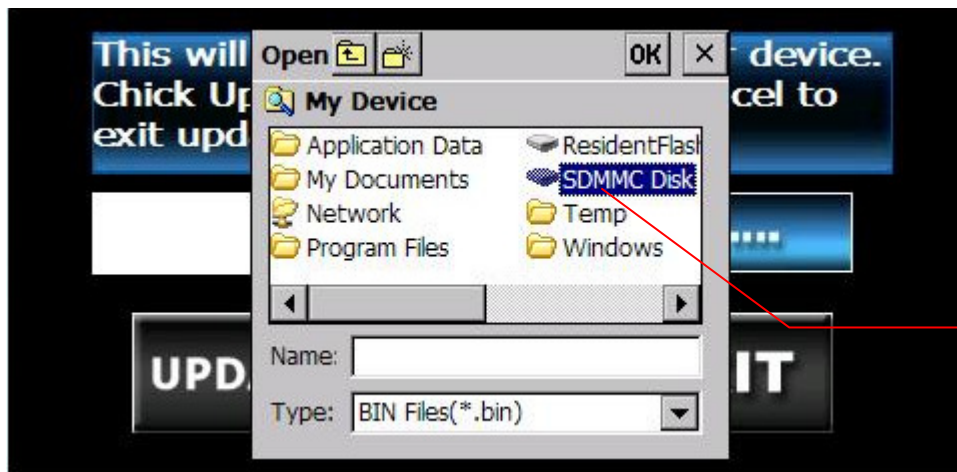 This will
device.
Chick Up
cel to
exit upd
Open
OK
My Device
Application Data
ResidentFlash
My Documents
SDMMC Disk
Network
Temp
Program Files
Windows
Name:
Type: BIN Files(*.bin)
UPD
IT